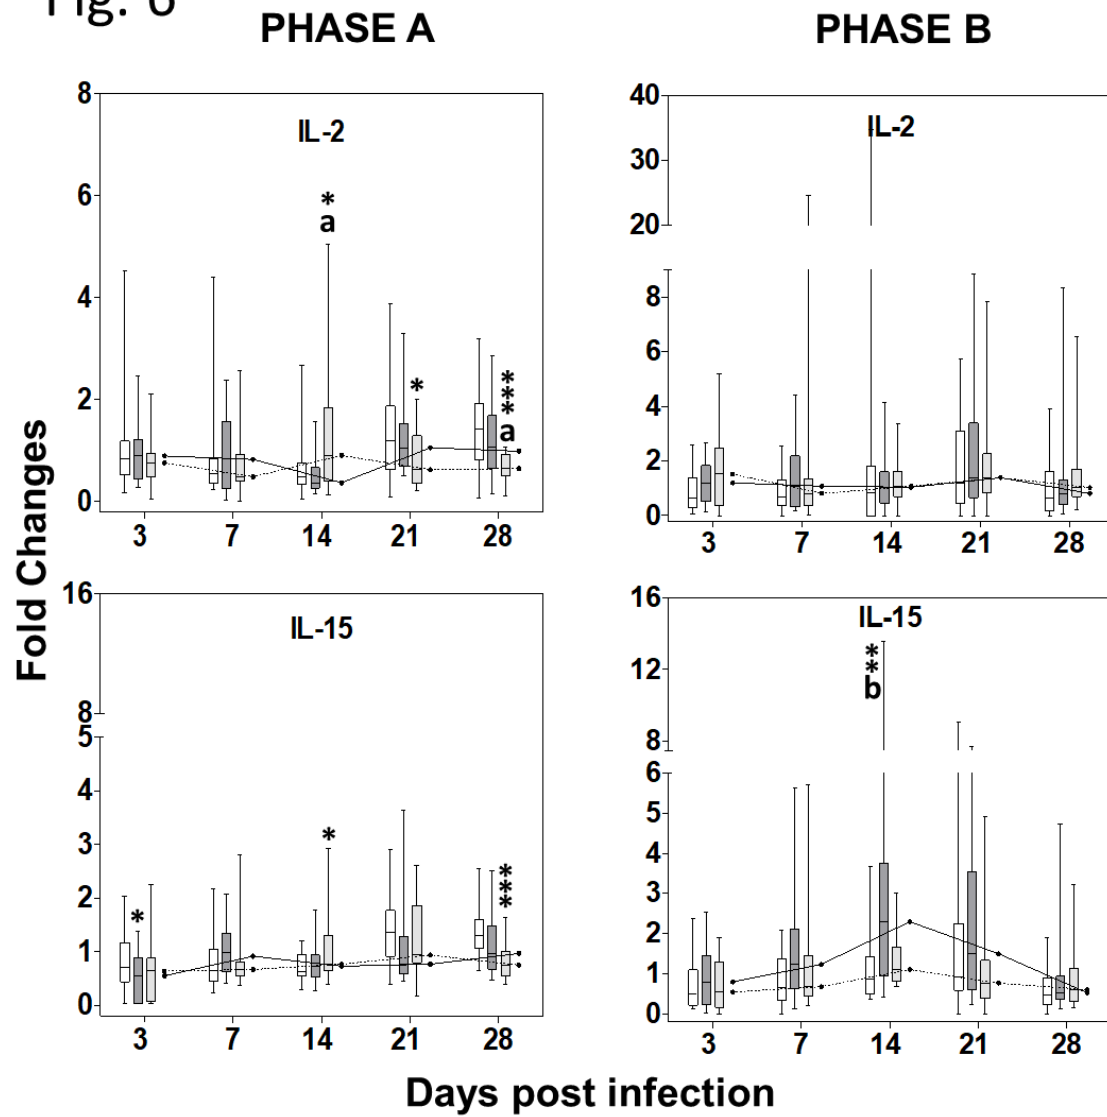 Fig. 6
PHASE A
PHASE B
Fold Changes
IL-2
8
6
4
2
0
*
a
*
***
a
3 7 14 21 28
IL-2
40
30
20
8
6
4
2
0
3 7 14 21 28
IL-15
16
8
5
4
3
2
1
0
*
*
***
3 7 14 21 28
IL-15
16
12
8
6
5
4
3
2
1
0
**
b
3 7 14 21 28
Days post infection